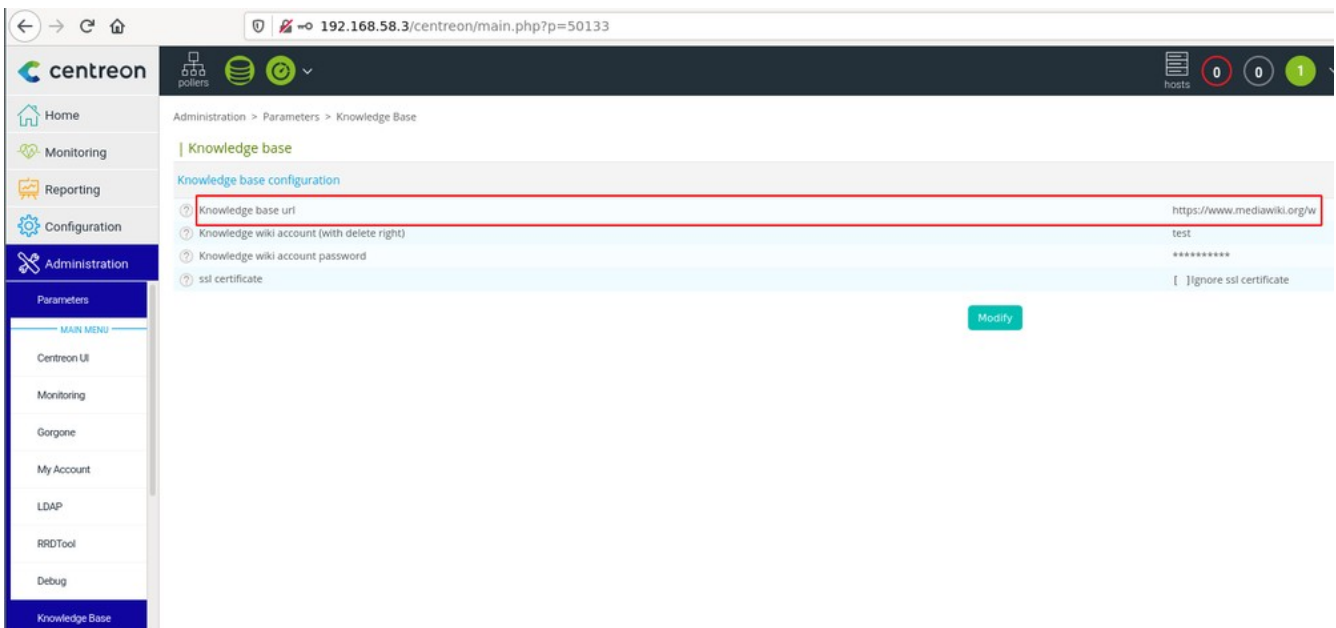 192.168.58.3/centreon/main.php?p=50133
centreon
pollers
hosts
0
0
1
Home
Monitoring
Reporting
Configuration
Administration
Parameters
MAIN MENU
Centreon UI
Monitoring
Gorgone
My Account
LDAP
RRDTool
Debug
Knowledge Base
Administration > Parameters > Knowledge Base
| Knowledge base
Knowledge base configuration
? Knowledge base url https://www.mediawiki.org/w
? Knowledge wiki account (with delete right) test
? Knowledge wiki account password **********
? ssl certificate [ ]Ignore ssl certificate
Modify